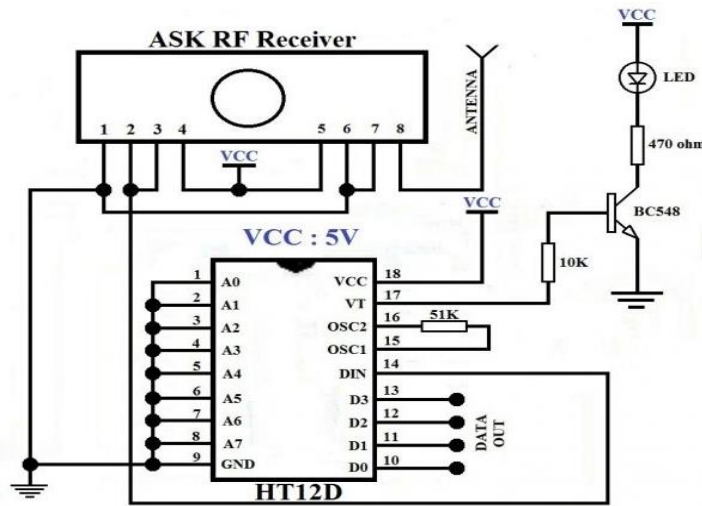 ASK RF Receiver
1 2 3 4 5 6 7 8
VCC
ANTENNA
VCC
LED
470 ohm
BC548
10K
VCC
VCC : 5V
1 A0
2 A1
3 A2
4 A3
5 A4
6 A5
7 A6
8 A7
9 GND
VCC 18
VT 17
OSC2 16
51K
OSC1 15
DIN 14
D3 13
D2 12
D1 11
D0 10
DATA
OUT
HT12D